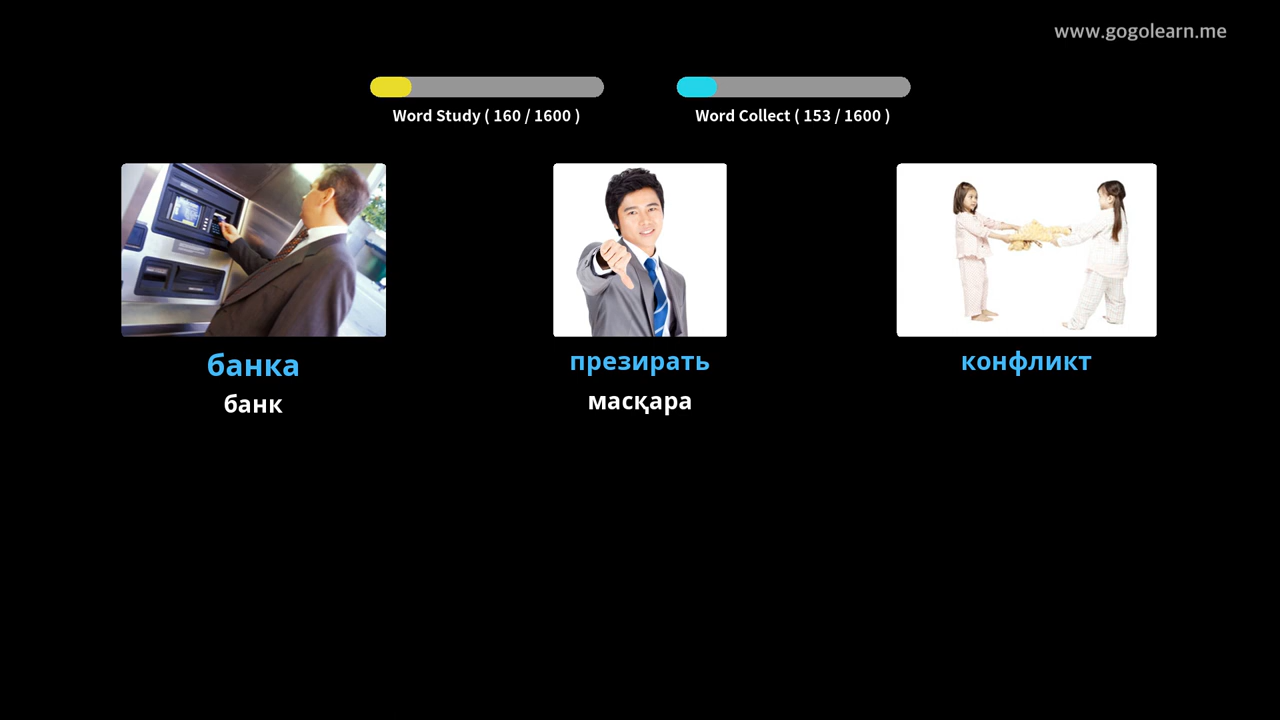 www.gogolearn.me
Word Study ( 160 / 1600 )
Word Collect ( 153 / 1600 )
банка
банк
презирать
масқара
конфликт